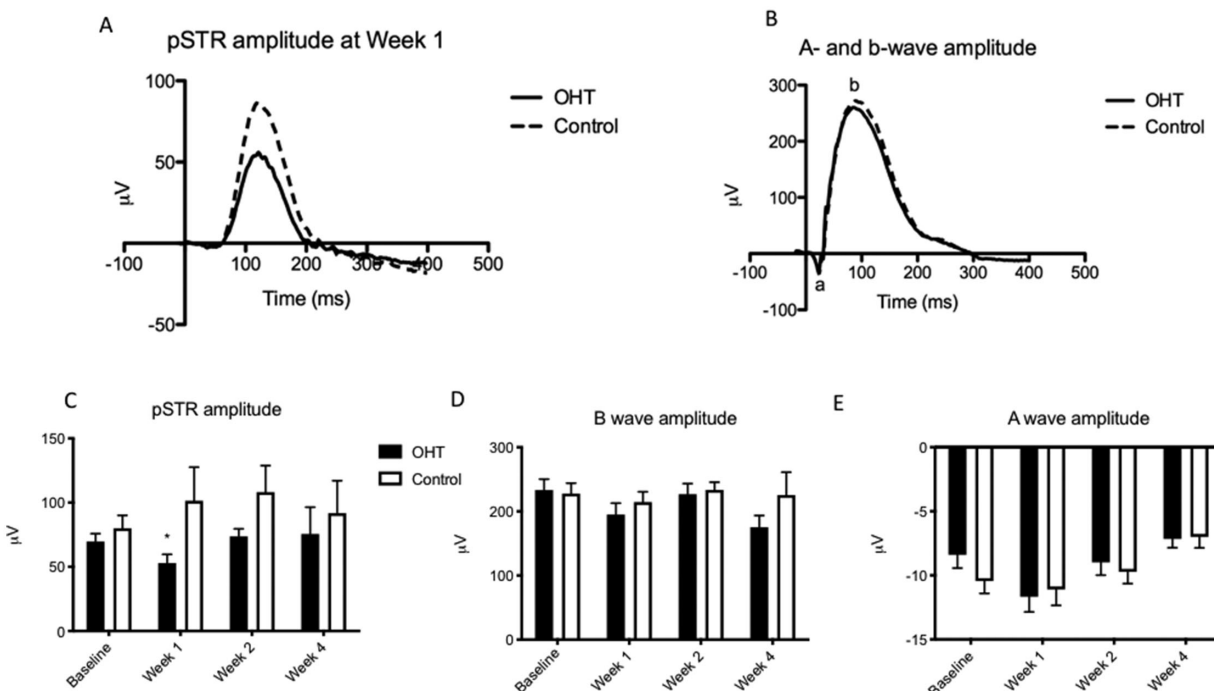 A
pSTR amplitude at Week 1
100
50
-50
µV
-100
100
200
300
400
500
Time (ms)
OHT
Control
B
A- and b-wave amplitude
300
200
100
-100
µV
b
a
-100
100
200
300
400
500
Time (ms)
OHT
Control
C
pSTR amplitude
150
100
50
0
µV
*
OHT
Control
Baseline
Week 1
Week 2
Week 4
D
B wave amplitude
300
200
100
0
µV
Baseline
Week 1
Week 2
Week 4
E
A wave amplitude
0
-5
-10
-15
µV
Baseline
Week 1
Week 2
Week 4